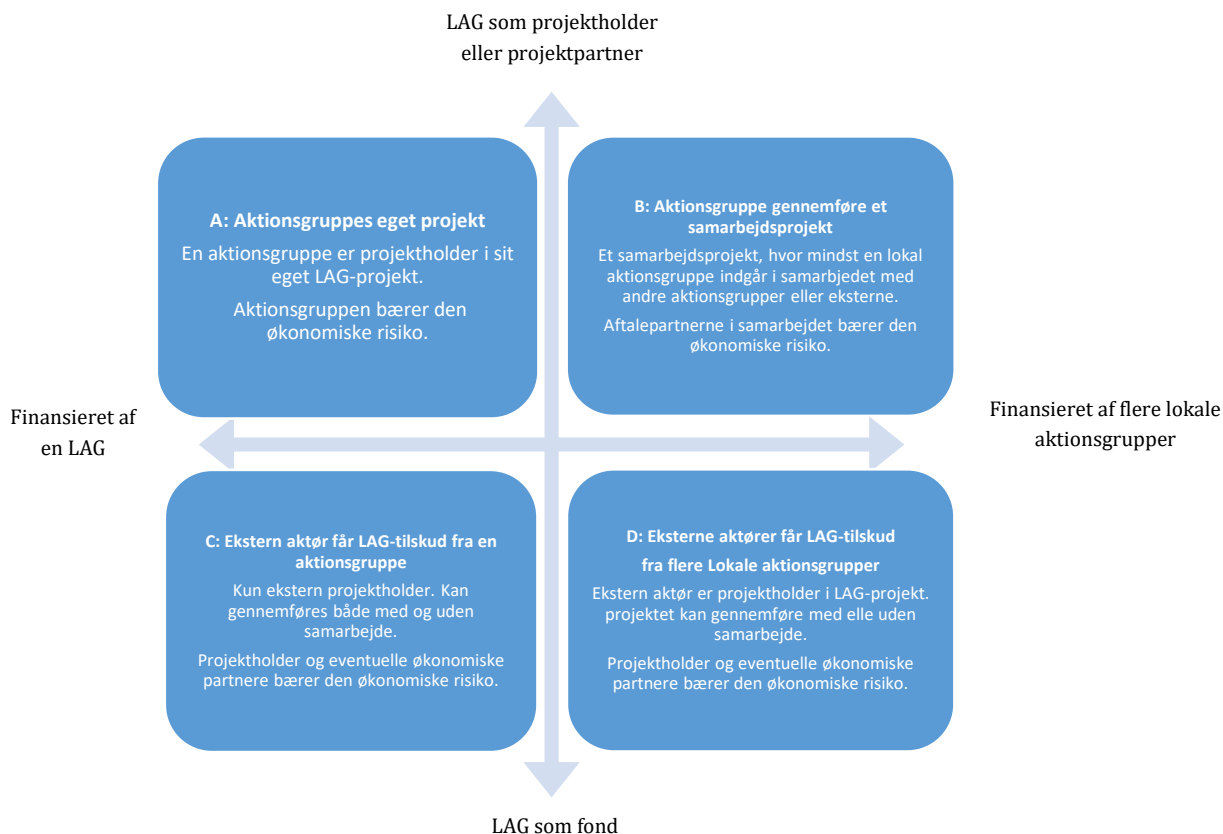 LAG som projektholder
eller projektpartner
A: Aktionsgruppes eget projekt
En aktionsgruppe er projektholder i sit
eget LAG-projekt.
Aktionsgruppen bærer den
økonomiske risiko.
B: Aktionsgruppe gennemføre et
samarbejdsprojekt
Et samarbejdsprojekt, hvor mindst en lokal
aktionsgruppe indgår i samarbjedet med
andre aktionsgrupper eller eksterne.
Aftalepartnerne i samarbejdet bærer den
økonomiske risiko.
Finansieret af
en LAG
Finansieret af flere lokale
aktionsgrupper
C: Ekstern aktør får LAG-tilskud fra en
aktionsgruppe
Kun ekstern projektholder. Kan
gennemføres både med og uden
samarbejde.
Projektholder og eventuelle økonomiske
partnere bærer den økonomiske risiko.
D: Eksterne aktører får LAG-tilskud
fra flere Lokale aktionsgrupper
Ekstern aktør er projektholder i LAG-projekt.
projektet kan gennemføre med elle uden
samarbejde.
Projektholder og eventuelle økonomiske
partnere bærer den økonomiske risiko.
LAG som fond